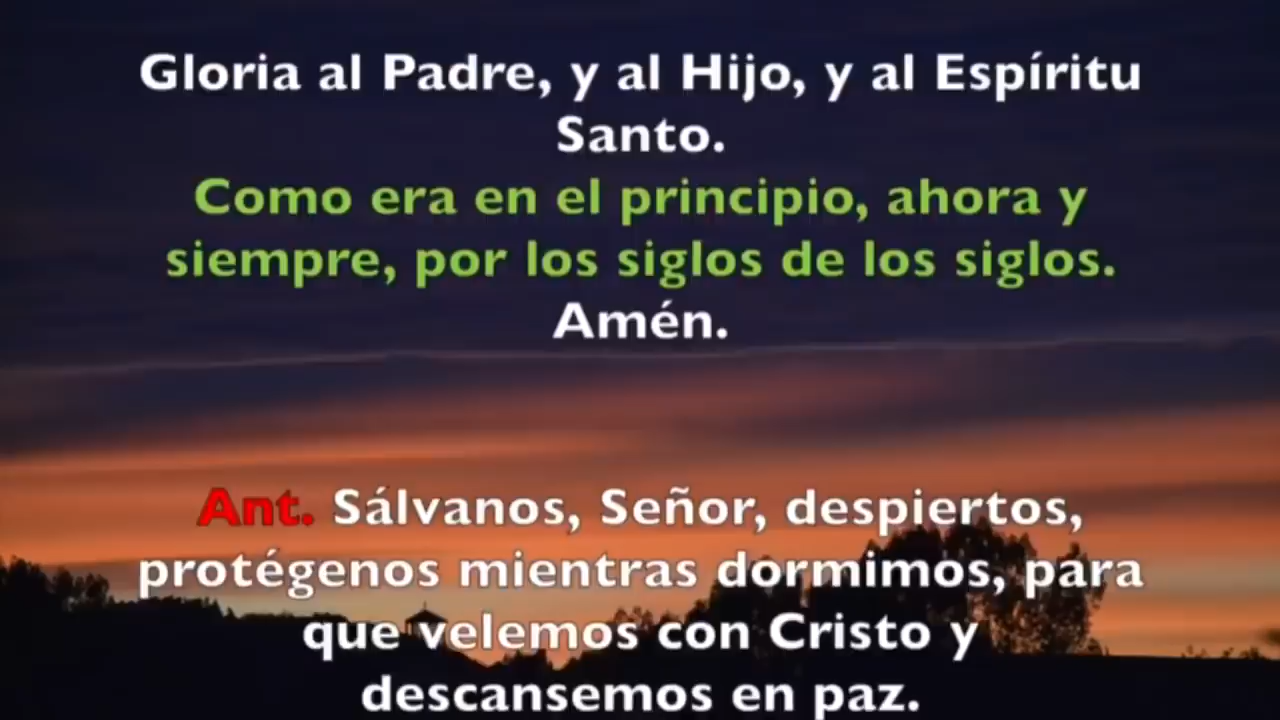 Gloria al Padre, y al Hijo, y al Espíritu
Santo.
Como era en el principio, ahora y
siempre, por los siglos de los siglos.
Amén.
Ant. Sálvanos, Señor, despiertos,
protégenos mientras dormimos, para
que velemos con Cristo y
descansemos en paz.